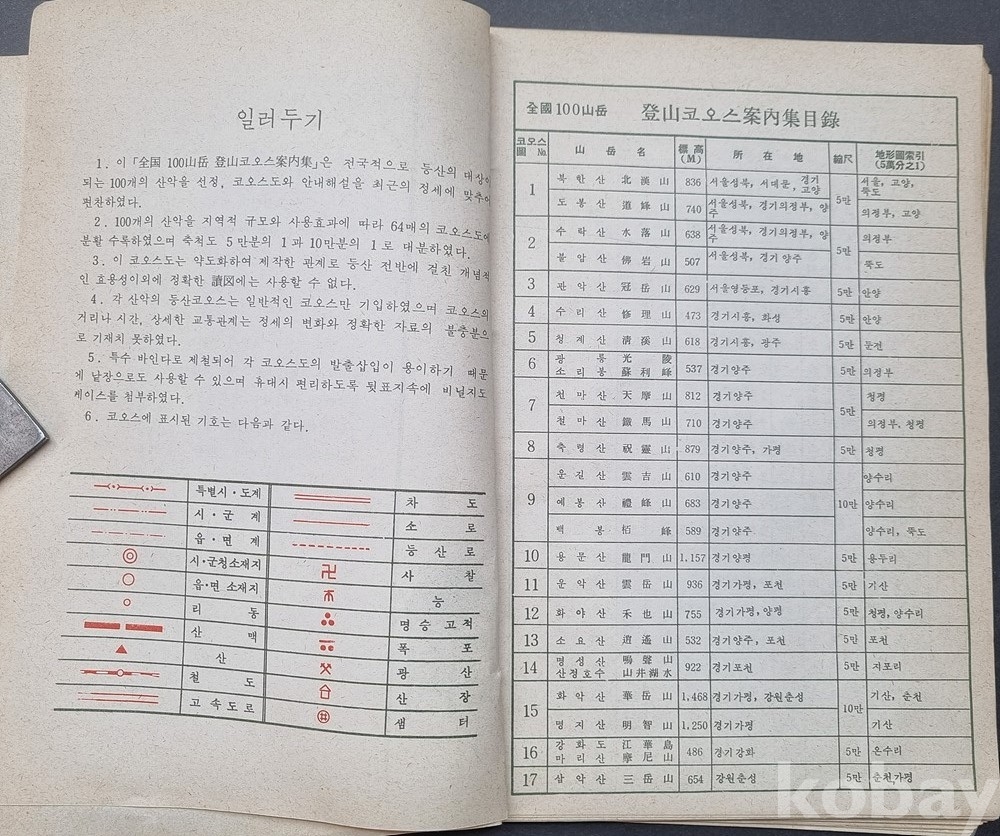 일러두기
1. 이「全国 100山岳 登山코오스案内集」은 전국적으로 등산의 대상이
되는 100개의 산악을 선정, 코오스도와 안내해설을 최근의 정세에 맞추어
편찬하였다.
2. 100개의 산악을 지역적 규모와 사용효과에 따라 64매의 코오스도에
분할 수록하였으며 축척도 5만분의 1과 10만분의 1로 대분하였다.
3. 이 코오스도는 약도화하여 제작한 관계로 등산 전반에 걸친 개념적
인 효용성이외에 정확한 讀図에는 사용할 수 없다.
4. 각 산악의 등산코오스는 일반적인 코오스만 기입하였으며 코오스의
거리나 시간, 상세한 교통관계는 정세의 변화와 정확한 자료의 불충분으
로 기재치 못하였다.
5. 특수 바인다로 제철되어 각 코오스도의 발출삽입이 용이하기 때문
에 낱장으로도 사용할 수 있으며 휴대시 편리하도록 뒷표지속에 비닐지도
케이스를 첨부하였다.
6. 코오스에 표시된 기호는 다음과 같다.
특별시·도계 차도
시·군계 소로
읍·면계 등산로
시·군청소재지 사찰
읍·면 소재지 능
리동 명승고적
산맥 폭포
산 광산
철도 산장
고속도로 샘터
全國100山岳 登山코오스案內集目錄
코오스圖 № 山岳名 標高(M) 所在地 縮尺 地形圖索引(5萬分之1)
1 북한산 北漢山 836 서울성북, 서대문, 경기고양 5만 서울, 고양, 뚝도
도봉산 道峰山 740 서울성북, 경기의정부, 양주 의정부, 고양
2 수락산 水落山 638 서울성북, 경기의정부, 양주 5만 의정부
불암산 佛岩山 507 서울성북, 경기양주 뚝도
3 관악산 冠岳山 629 서울영등포, 경기시흥 5만 안양
4 수리산 修理山 473 경기시흥, 화성 5만 안양
5 청계산 清溪山 618 경기시흥, 광주 5만 둔전
6 광릉 光陵 소리봉 蘇利峰 537 경기양주 5만 의정부
7 천마산 天摩山 812 경기양주 5만 청평
철마산 鐵馬山 710 경기양주 의정부, 청평
8 축령산 祝靈山 879 경기양주, 가평 5만 청평
9 운길산 雲吉山 610 경기양주 10만 양수리
예봉산 禮峰山 683 경기양주 양수리
백봉 栢峰 589 경기양주 양수리, 뚝도
10 용문산 龍門山 1,157 경기양평 5만 용두리
11 운악산 雲岳山 936 경기가평, 포천 5만 기산
12 화야산 禾也山 755 경기가평, 양평 5만 청평, 양수리
13 소요산 逍遙山 532 경기양주, 포천 5만 포천
14 명성산 鳴聲山 산정호수 山井湖水 922 경기포천 5만 지포리
15 화악산 華岳山 1,468 경기가평, 강원춘성 10만 기산, 춘천
명지산 明智山 1,250 경기가평 기산
16 강화도 江華島 마리산 摩尼山 486 경기강화 5만 온수리
17 삼악산 三岳山 654 강원춘성 5만 춘천가평
kobay